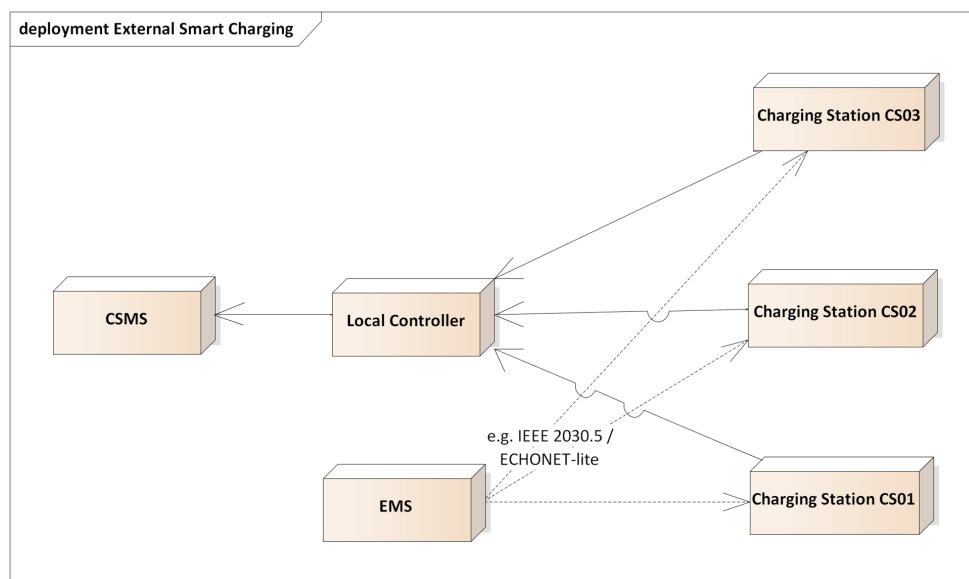 deployment External Smart Charging
Charging Station CS03
CSMS
Local Controller
Charging Station CS02
e.g. IEEE 2030.5 /
ECHONET-lite
EMS
Charging Station CS01